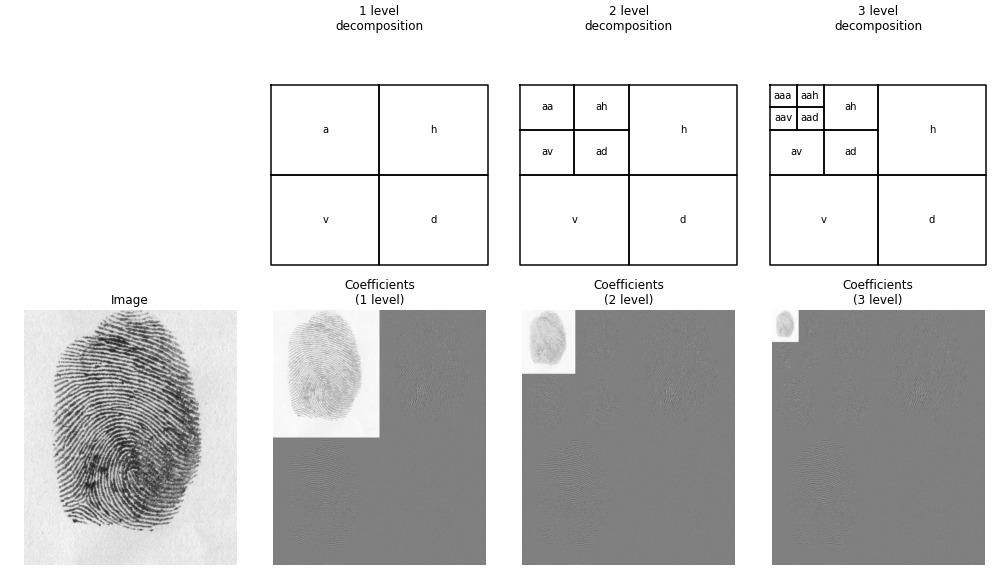 1 level
decomposition
2 level
decomposition
3 level
decomposition
a
h
v
d
aa
ah
av
ad
h
v
d
aaa
aah
aav
aad
ah
av
ad
h
v
d
Image
Coefficients
(1 level)
Coefficients
(2 level)
Coefficients
(3 level)